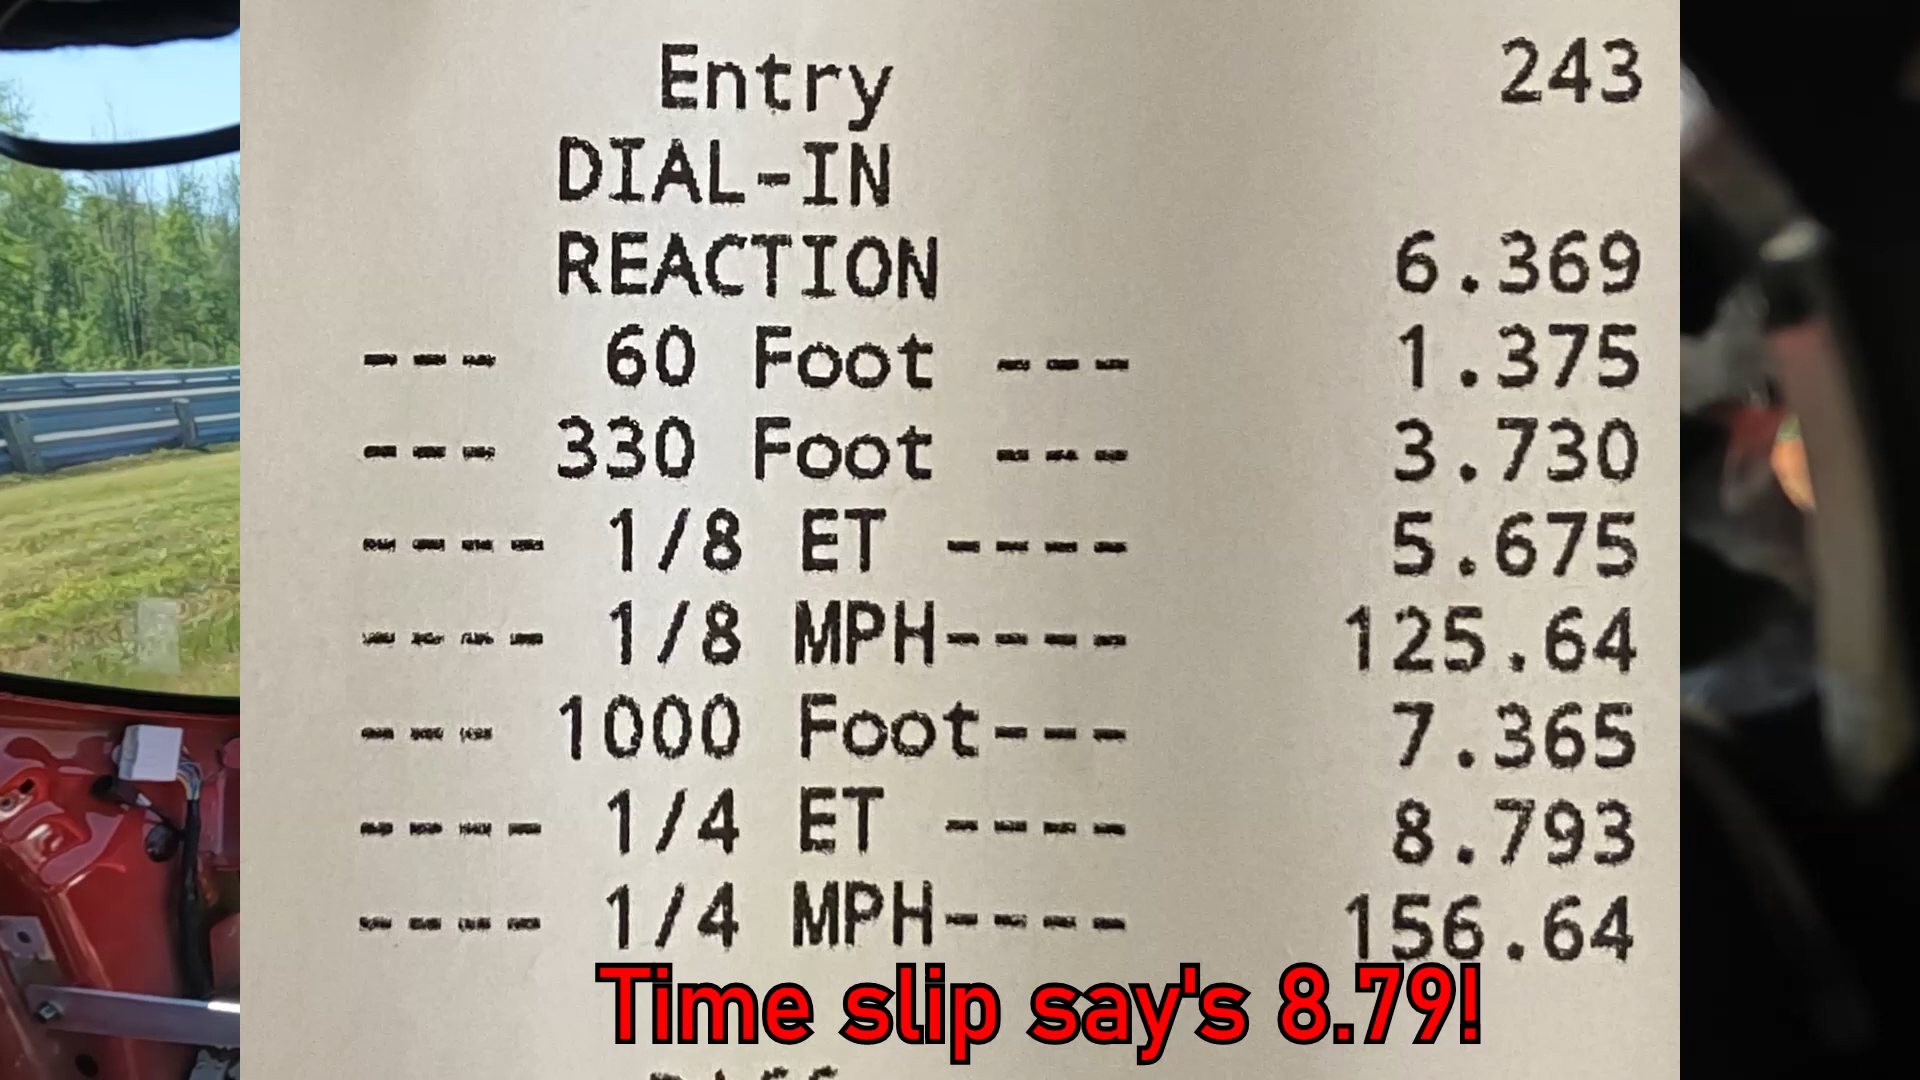 Entry 243
DIAL-IN
REACTION 6.369
--- 60 Foot --- 1.375
--- 330 Foot --- 3.730
---- 1/8 ET ---- 5.675
---- 1/8 MPH---- 125.64
--- 1000 Foot--- 7.365
---- 1/4 ET ---- 8.793
---- 1/4 MPH---- 156.64
Time slip say's 8.79!